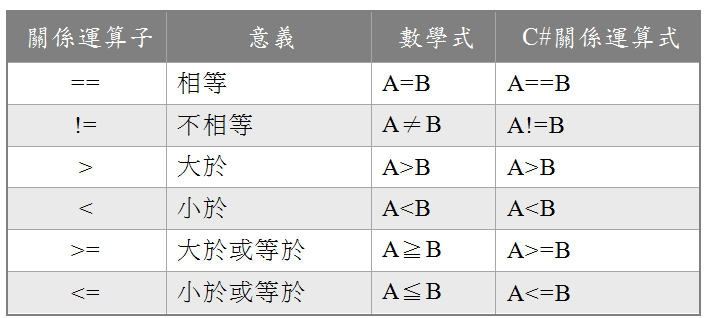 關係運算子 意義 數學式 C#關係運算式
== 相等 A=B A==B
!= 不相等 A≠B A!=B
> 大於 A>B A>B
< 小於 A<B A<B
>= 大於或等於 A≧B A>=B
<= 小於或等於 A≦B A<=B